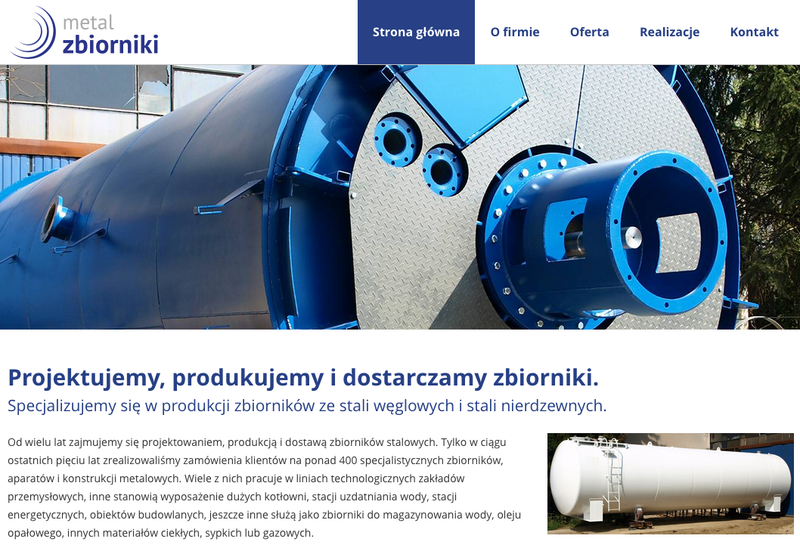 metal
zbiorniki
Strona główna
O firmie
Oferta
Realizacje
Kontakt
Projektujemy, produkujemy i dostarczamy zbiorniki.
Specjalizujemy się w produkcji zbiorników ze stali węglowych i stali nierdzewnych.
Od wielu lat zajmujemy się projektowaniem, produkcją i dostawą zbiorników stalowych. Tylko w ciągu
ostatnich pięciu lat zrealizowaliśmy zamówienia klientów na ponad 400 specjalistycznych zbiorników,
aparatów i konstrukcji metalowych. Wiele z nich pracuje w liniach technologicznych zakładów
przemysłowych, inne stanowią wyposażenie dużych kotłowni, stacji uzdatniania wody, stacji
energetycznych, obiektów budowlanych, jeszcze inne służą jako zbiorniki do magazynowania wody, oleju
opałowego, innych materiałów ciekłych, sypkich lub gazowych.